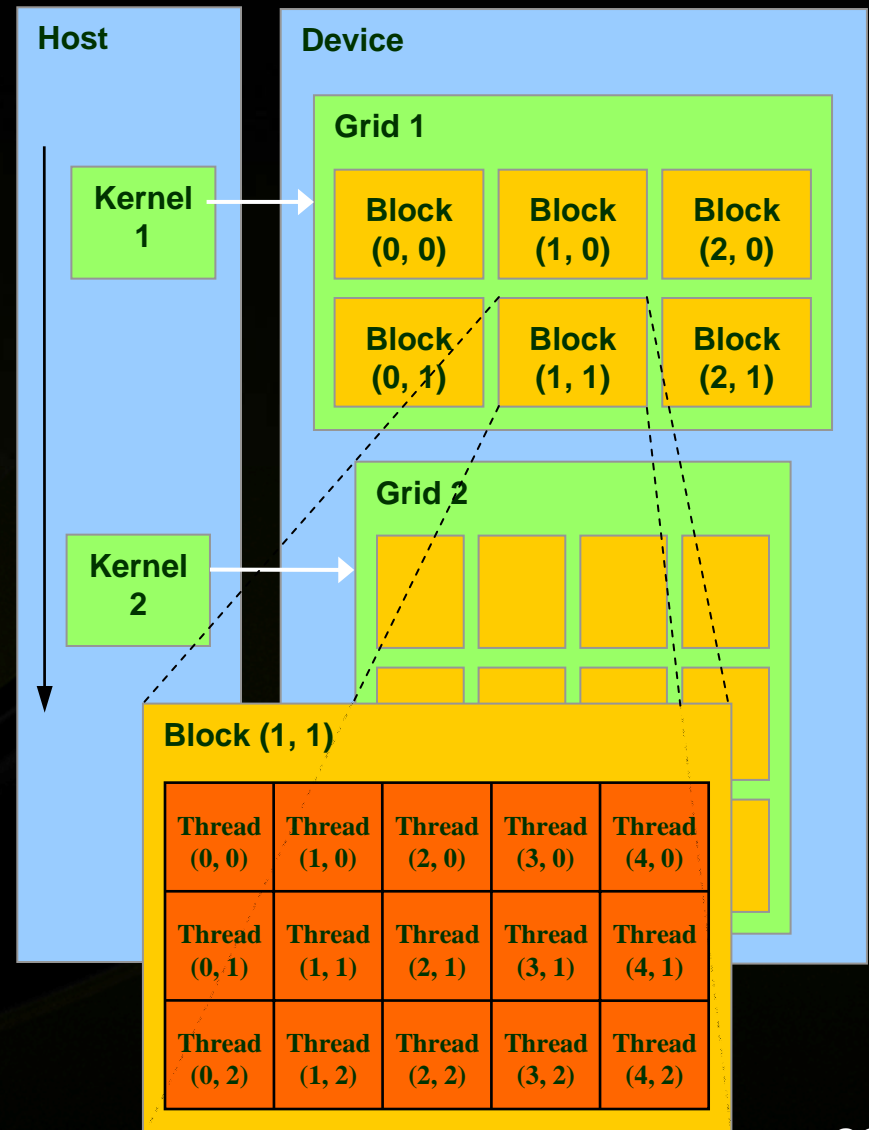 Host
Device
Grid 1
Kernel
1
Block
(0, 0)
Block
(1, 0)
Block
(2, 0)
Block
(0, 1)
Block
(1, 1)
Block
(2, 1)
Grid 2
Kernel
2
Block (1, 1)
Thread
(0, 0)
Thread
(1, 0)
Thread
(2, 0)
Thread
(3, 0)
Thread
(4, 0)
Thread
(0, 1)
Thread
(1, 1)
Thread
(2, 1)
Thread
(3, 1)
Thread
(4, 1)
Thread
(0, 2)
Thread
(1, 2)
Thread
(2, 2)
Thread
(3, 2)
Thread
(4, 2)